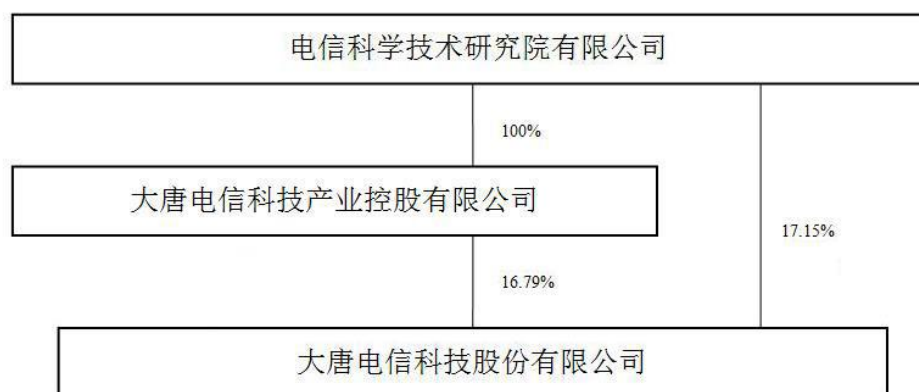 电信科学技术研究院有限公司
100%
大唐电信科技产业控股有限公司
17.15%
16.79%
大唐电信科技股份有限公司